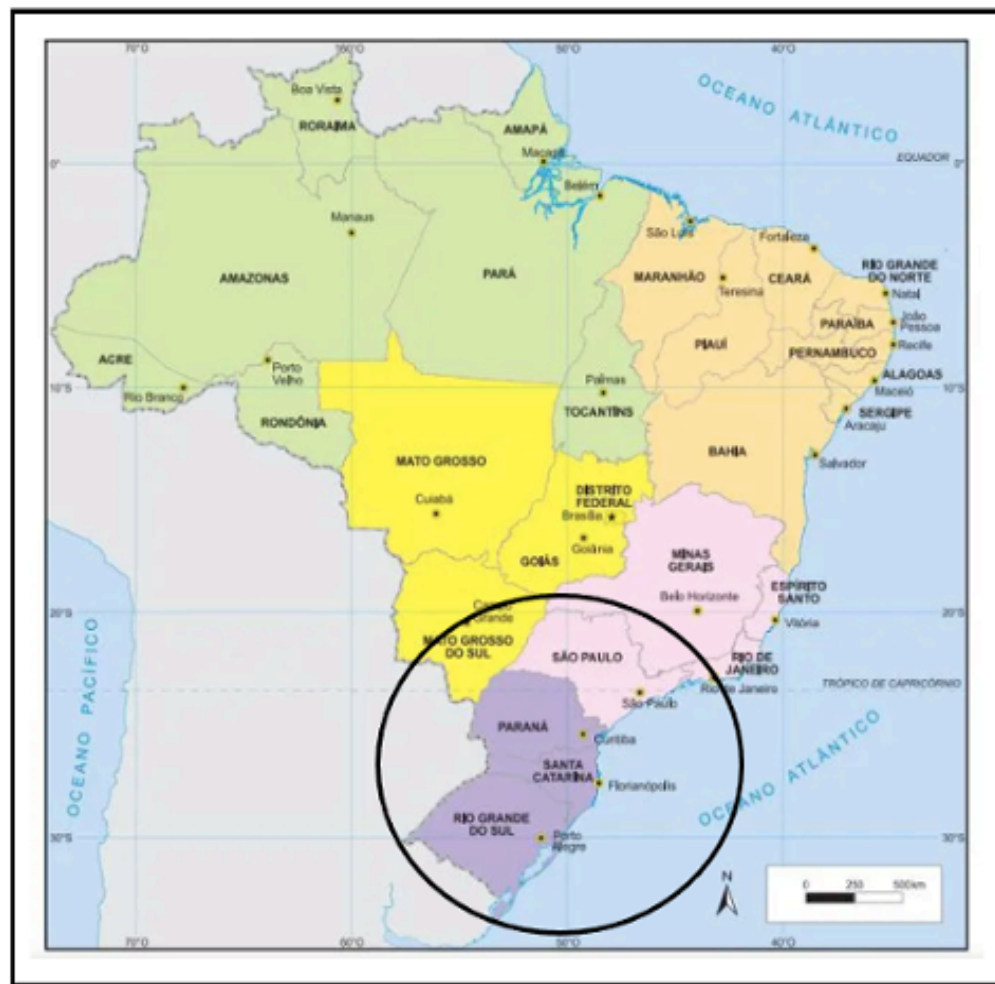 70°O
50°O
40°O
Boa Vista
RORAIMA
OCEANO ATLÂNTICO
AMAPÁ
Macapá
EQUADOR
0°
0°
Belém
Manaus
São Luís
Fortaleza
AMAZONAS
PARÁ
MARANHÃO
CEARÁ
RIO GRANDE
DO NORTE
Teresina
Natal
PARAÍBA
João
Pessoa
PIAUÍ
PERNAMBUCO
Recife
ACRE
Porto
Velho
Palmas
ALAGOAS
Maceió
10°S
10°S
Rio Branco
RONDÔNIA
TOCANTINS
SERGIPE
Aracaju
MATO GROSSO
BAHIA
Salvador
Cuiabá
DISTRITO
FEDERAL
Brasília
Goiânia
GOIÁS
MINAS
GERAIS
ESPÍRITO
SANTO
Belo Horizonte
20°S
20°S
Vitória
Grande
MATO GROSSO
DO SUL
SÃO PAULO
RIO DE
JANEIRO
Rio de Janeiro
TRÓPICO DE CAPRICÓRNIO
São Paulo
OCEANO PACÍFICO
PARANÁ
Curitiba
SANTA
CATARINA
Florianópolis
OCEANO ATLÂNTICO
RIO GRANDE
DO SUL
Porto
Alegre
30°S
30°S
N
0 250 500km
70°O
60°O
50°O
40°O